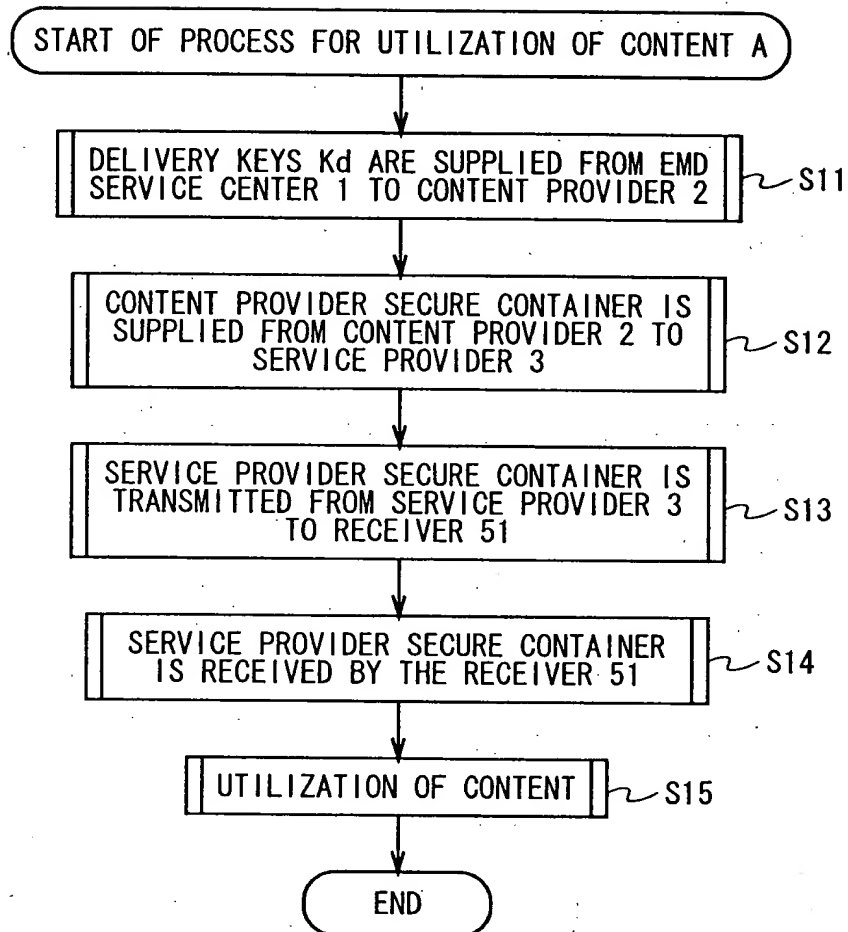 START OF PROCESS FOR UTILIZATION OF CONTENT A
DELIVERY KEYS Kd ARE SUPPLIED FROM EMD
SERVICE CENTER 1 TO CONTENT PROVIDER 2
S11
CONTENT PROVIDER SECURE CONTAINER IS
SUPPLIED FROM CONTENT PROVIDER 2 TO
SERVICE PROVIDER 3
S12
SERVICE PROVIDER SECURE CONTAINER IS
TRANSMITTED FROM SERVICE PROVIDER 3
TO RECEIVER 51
S13
SERVICE PROVIDER SECURE CONTAINER
IS RECEIVED BY THE RECEIVER 51
S14
UTILIZATION OF CONTENT
S15
END